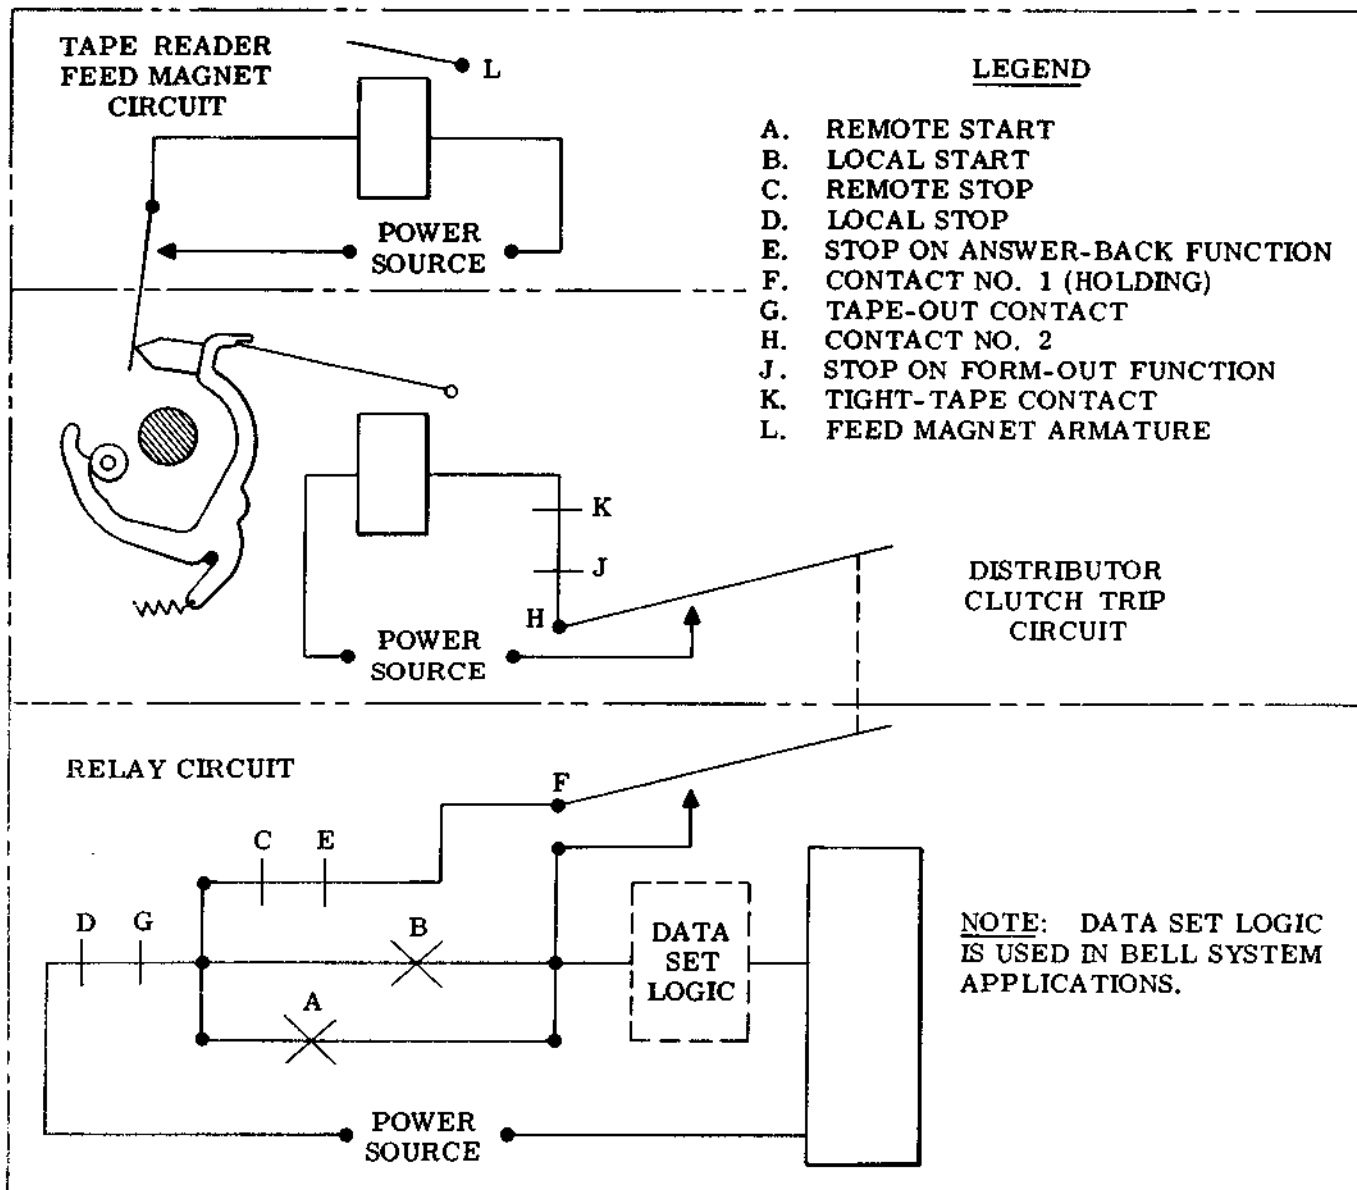 TAPE READER
FEED MAGNET
CIRCUIT
L
POWER
SOURCE
LEGEND
A. REMOTE START
B. LOCAL START
C. REMOTE STOP
D. LOCAL STOP
E. STOP ON ANSWER-BACK FUNCTION
F. CONTACT NO. 1 (HOLDING)
G. TAPE-OUT CONTACT
H. CONTACT NO. 2
J. STOP ON FORM-OUT FUNCTION
K. TIGHT-TAPE CONTACT
L. FEED MAGNET ARMATURE
K
J
H
POWER
SOURCE
DISTRIBUTOR
CLUTCH TRIP
CIRCUIT
RELAY CIRCUIT
F
C E
D G
B
A
DATA
SET
LOGIC
POWER
SOURCE
NOTE: DATA SET LOGIC
IS USED IN BELL SYSTEM
APPLICATIONS.